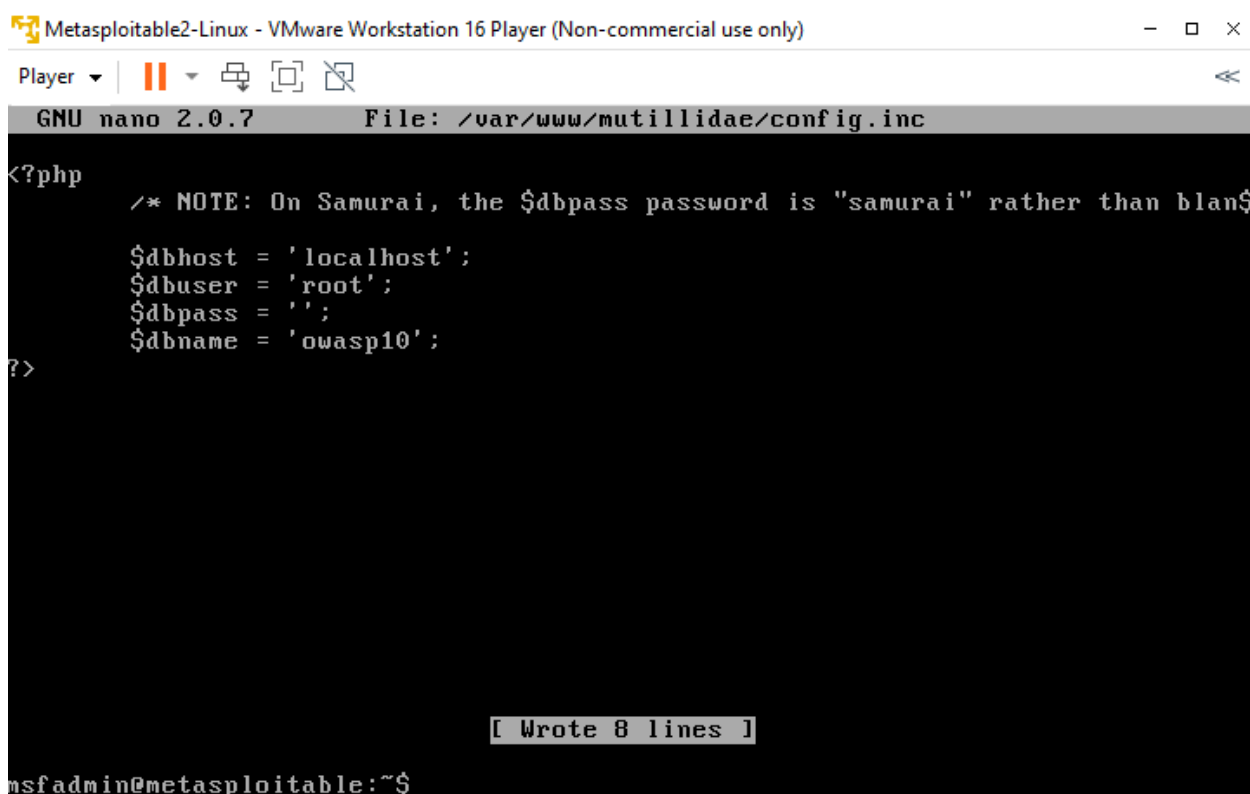 Metasploitable2-Linux - VMware Workstation 16 Player (Non-commercial use only)
Player
GNU nano 2.0.7 File: /var/www/mutillidae/config.inc
<?php
/* NOTE: On Samurai, the $dbpass password is "samurai" rather than blan$
$dbhost = 'localhost';
$dbuser = 'root';
$dbpass = '';
$dbname = 'owasp10';
?>
[ Wrote 8 lines ]
msfadmin@metasploitable:~$